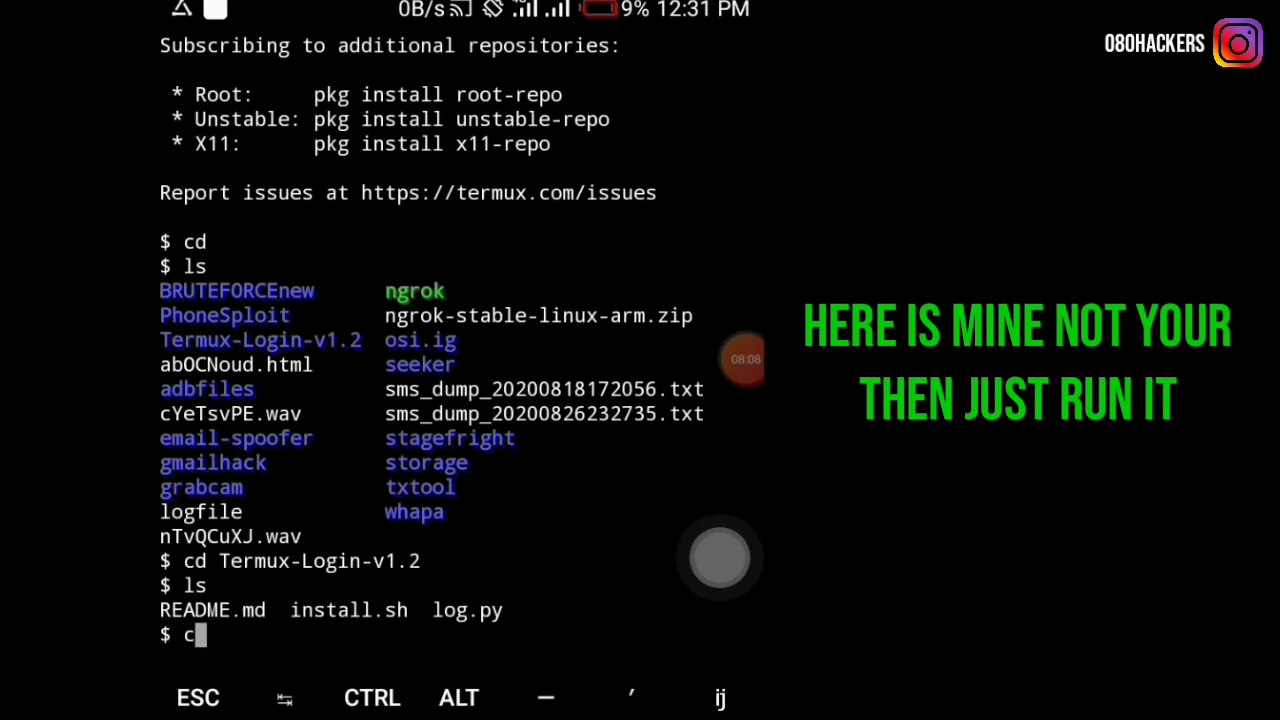 0B/s 9% 12:31 PM
080HACKERS
Subscribing to additional repositories:
* Root: pkg install root-repo
* Unstable: pkg install unstable-repo
* X11: pkg install x11-repo
Report issues at https://termux.com/issues
$ cd
$ ls
BRUTEFORCEnew ngrok
PhoneSploit ngrok-stable-linux-arm.zip
Termux-Login-v1.2 osi.ig
abOCNoud.html seeker
adbfiles sms_dump_20200818172056.txt
cYeTsvPE.wav sms_dump_20200826232735.txt
email-spoofer stagefright
gmailhack storage
grabcam txtool
logfile whapa
nTvQCuXJ.wav
$ cd Termux-Login-v1.2
$ ls
README.md install.sh log.py
$ c
08:06
HERE IS MINE NOT YOUR
THEN JUST RUN IT
ESC ↹ CTRL ALT — ′ ij